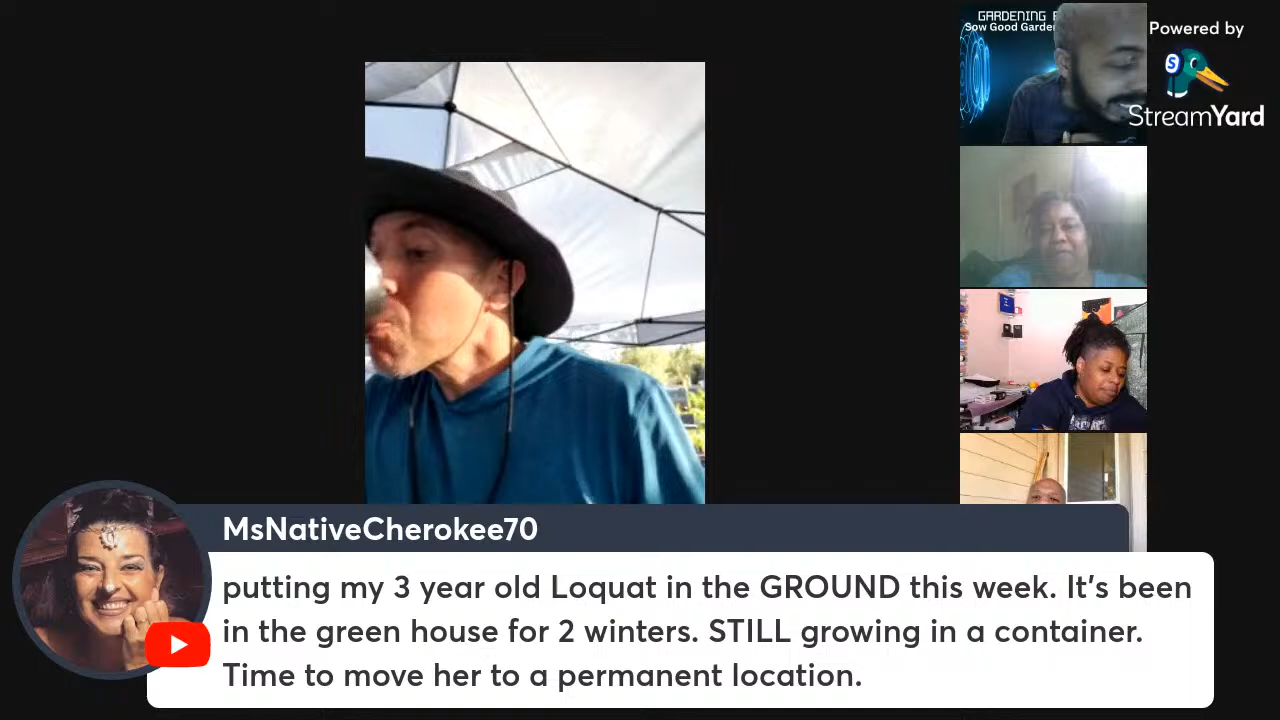 GARDENING
Sow Good Garde
Powered by
S
StreamYard
MsNativeCherokee70
putting my 3 year old Loquat in the GROUND this week. It's been
in the green house for 2 winters. STILL growing in a container.
Time to move her to a permanent location.